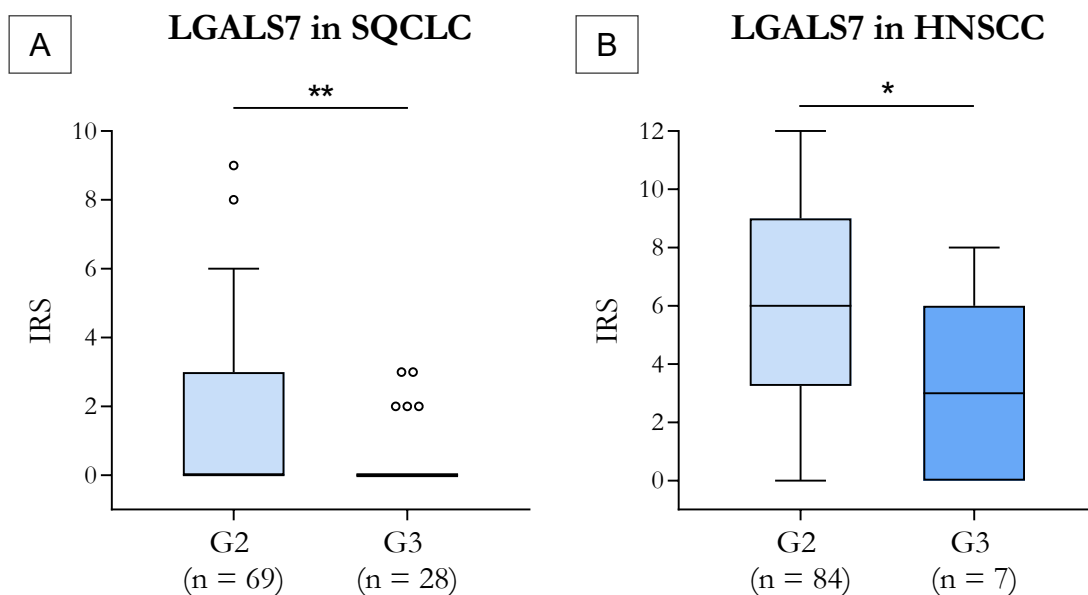 A
LGALS7 in SQCLC
**
10
8
6
4
2
0
IRS
G2
(n = 69)
G3
(n = 28)
B
LGALS7 in HNSCC
*
12
10
8
6
4
2
0
IRS
G2
(n = 84)
G3
(n = 7)